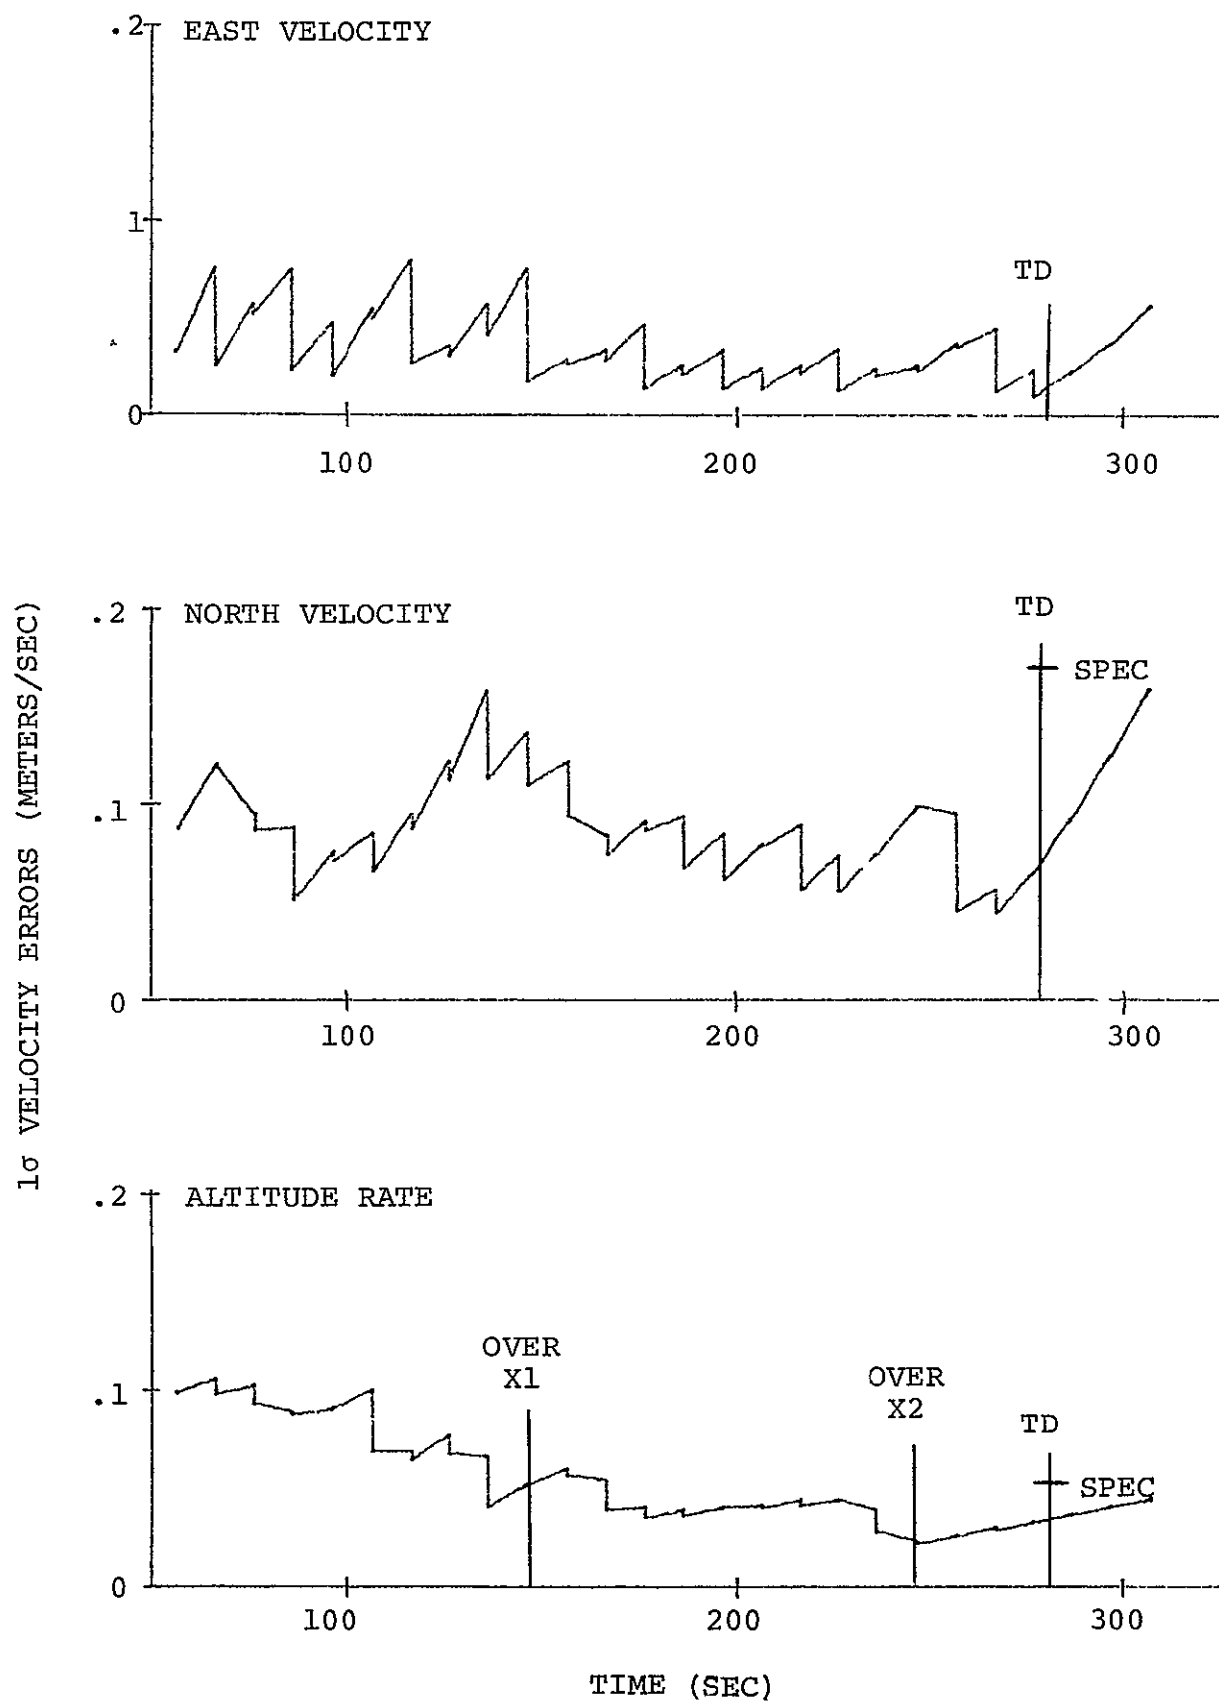 .2 EAST VELOCITY
1
TD
0
100 200 300
1σ VELOCITY ERRORS (METERS/SEC)
.2 NORTH VELOCITY
TD
SPEC
.1
0
100 200 300
.2 ALTITUDE RATE
OVER X1
OVER X2
.1
TD
SPEC
0
100 200 300
TIME (SEC)